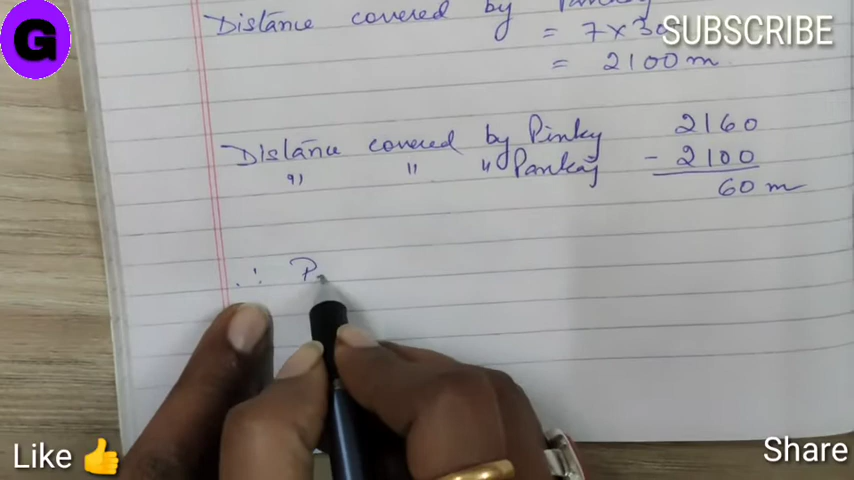 G
SUBSCRIBE
Distance covered by
= 7 x 30
= 2100 m
Distance covered by Pinky 2160
" " " Pankaj - 2100
60 m
∴ P
Like 👍
Share